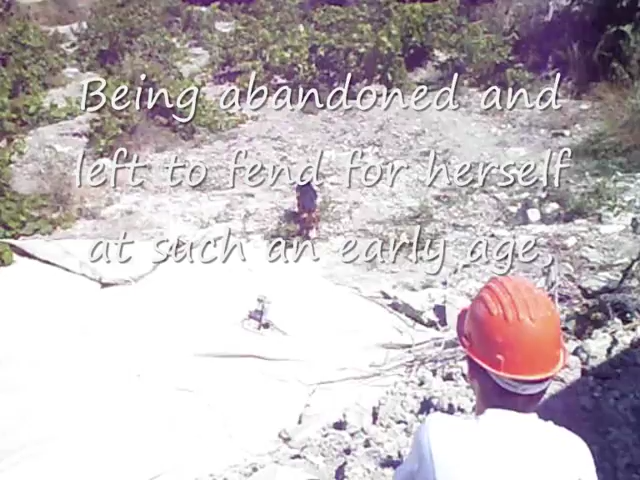 Being abandoned and
left to fend for herself
at such an early age,